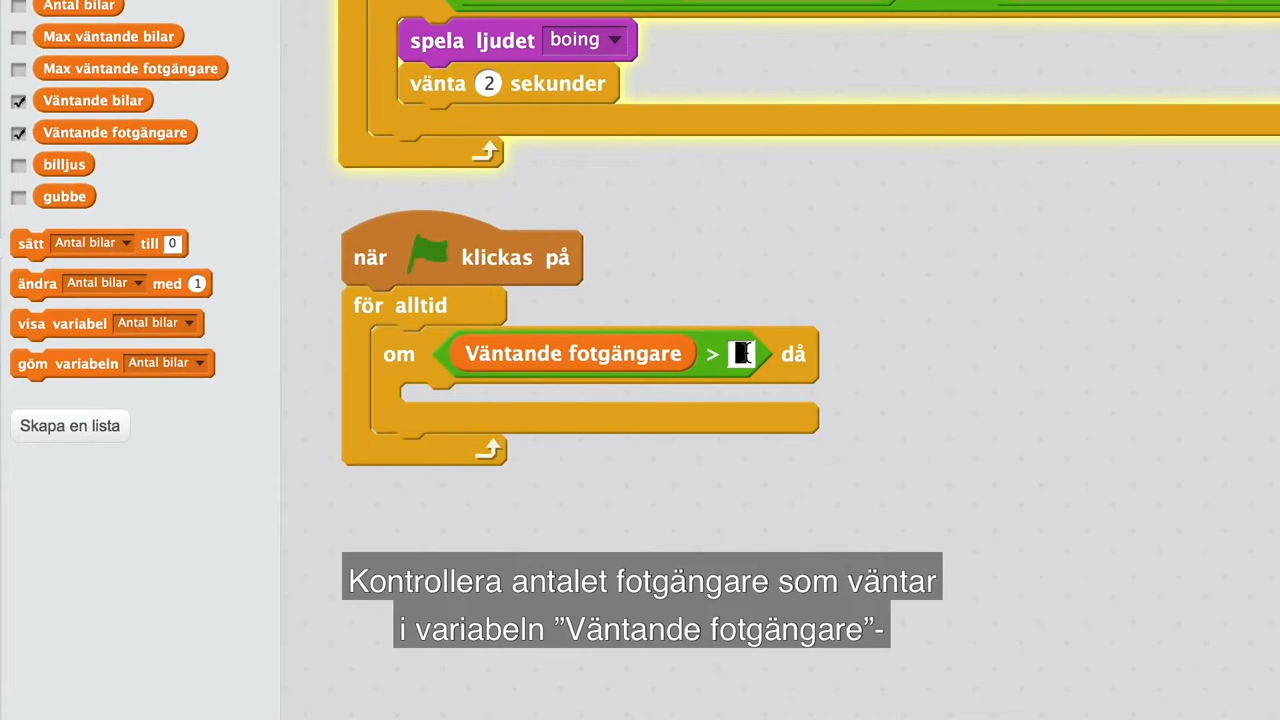 Antal bilar
Max väntande bilar
Max väntande fotgängare
Väntande bilar
Väntande fotgängare
billjus
gubbe
sätt Antal bilar till 0
ändra Antal bilar med 1
visa variabel Antal bilar
göm variabeln Antal bilar
Skapa en lista
spela ljudet boing
vänta 2 sekunder
när klickas på
för alltid
om Väntande fotgängare > då
Kontrollera antalet fotgängare som väntar
i variabeln ”Väntande fotgängare”-